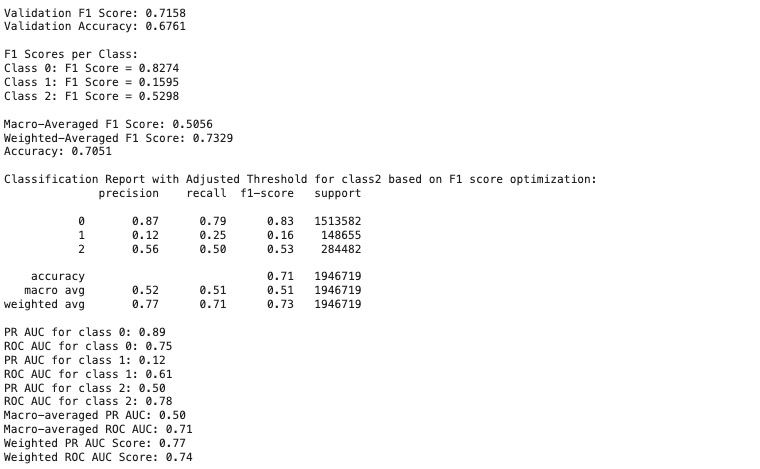 Validation F1 Score: 0.7158
Validation Accuracy: 0.6761
F1 Scores per Class:
Class 0: F1 Score = 0.8274
Class 1: F1 Score = 0.1595
Class 2: F1 Score = 0.5298
Macro-Averaged F1 Score: 0.5056
Weighted-Averaged F1 Score: 0.7329
Accuracy: 0.7051
Classification Report with Adjusted Threshold for class2 based on F1 score optimization:
precision recall f1-score support
0 0.87 0.79 0.83 1513582
1 0.12 0.25 0.16 148655
2 0.56 0.50 0.53 284482
accuracy 0.71 1946719
macro avg 0.52 0.51 0.51 1946719
weighted avg 0.77 0.71 0.73 1946719
PR AUC for class 0: 0.89
ROC AUC for class 0: 0.75
PR AUC for class 1: 0.12
ROC AUC for class 1: 0.61
PR AUC for class 2: 0.50
ROC AUC for class 2: 0.78
Macro-averaged PR AUC: 0.50
Macro-averaged ROC AUC: 0.71
Weighted PR AUC Score: 0.77
Weighted ROC AUC Score: 0.74